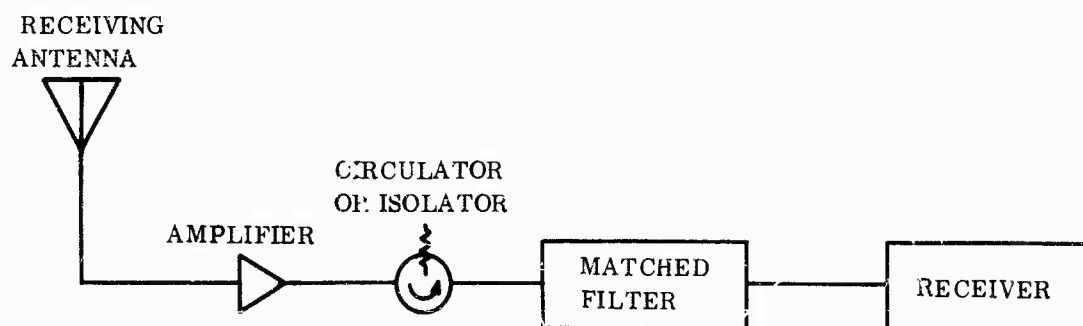 RECEIVING
ANTENNA
CIRCULATOR
OR ISOLATOR
AMPLIFIER
MATCHED
FILTER
RECEIVER